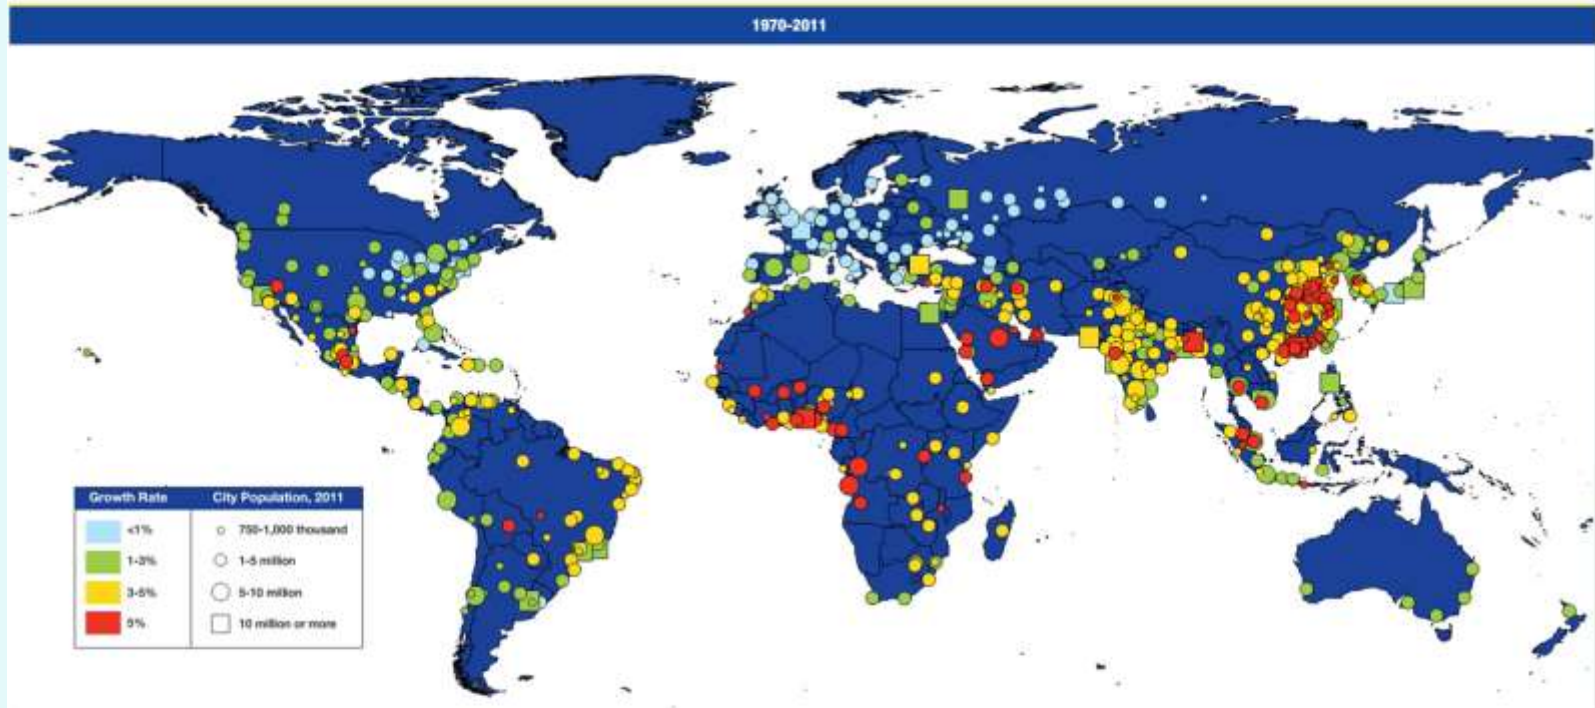 1970-2011
Growth Rate
City Population, 2011
<1%
750-1,000 thousand
1-3%
1-5 million
3-5%
5-10 million
5%
10 million or more